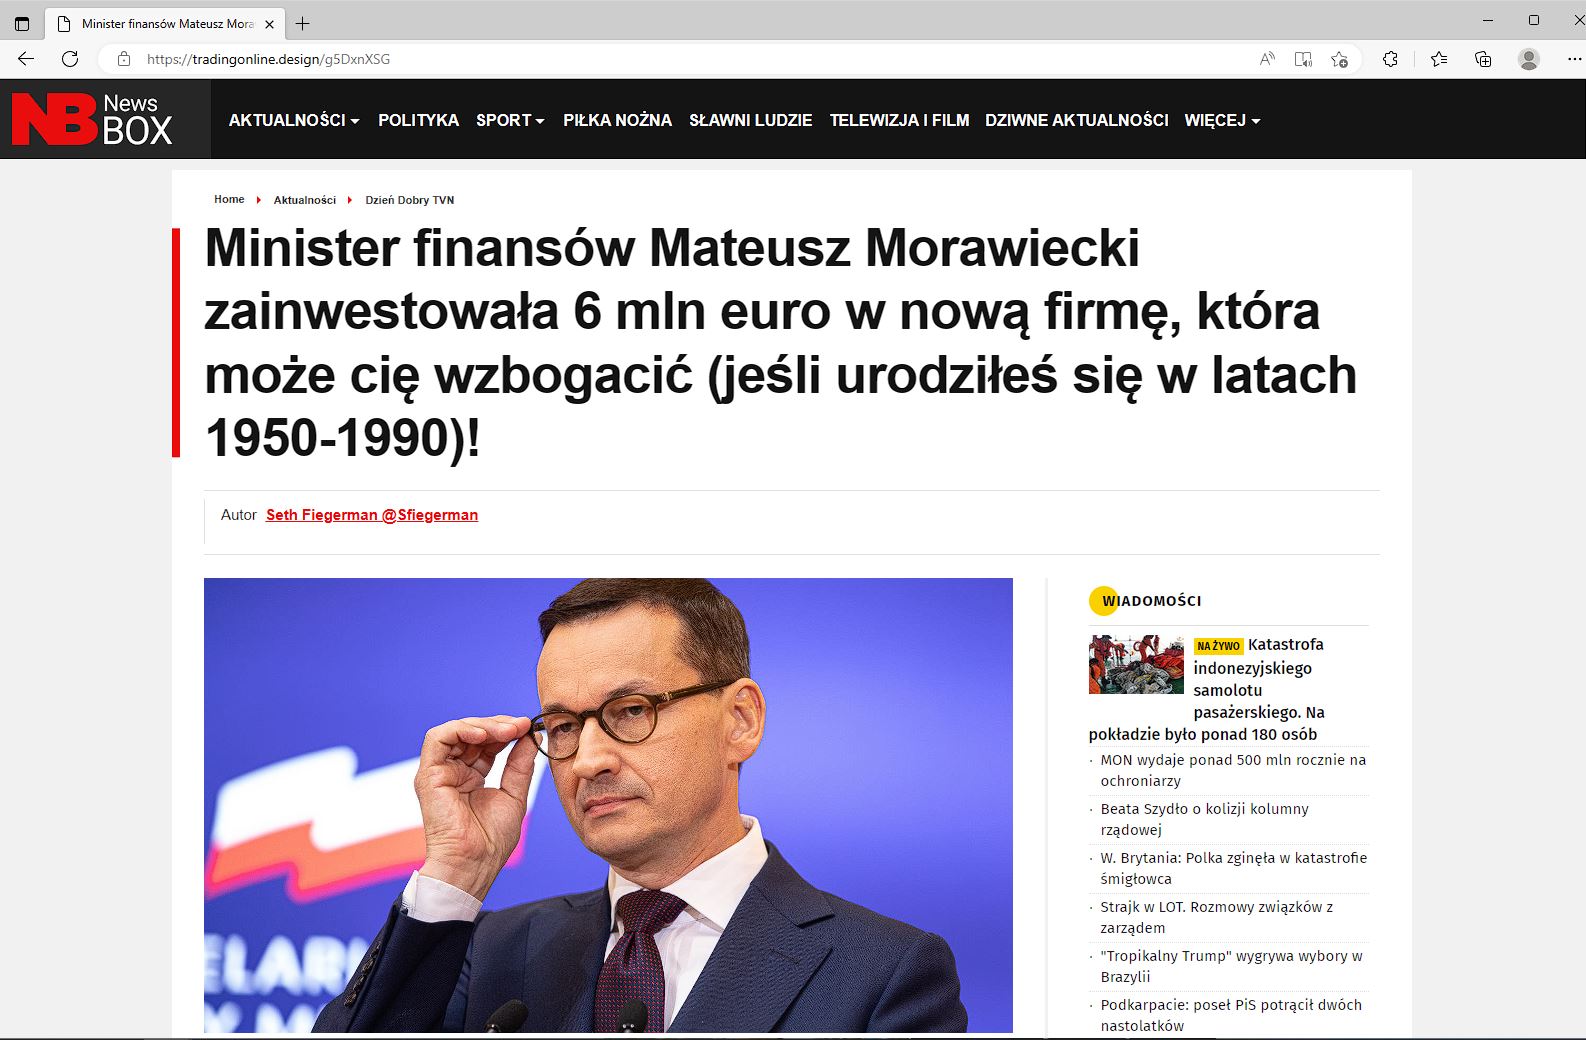 Minister finansów Mateusz Mora
https://tradingonline.design/g5DxnXSG
NB News
BOX
AKTUALNOŚCI POLITYKA SPORT PIŁKA NOŻNA SŁAWNI LUDZIE TELEWIZJA I FILM DZIWNE AKTUALNOŚCI WIĘCEJ
Home Aktualności Dzień Dobry TVN
Minister finansów Mateusz Morawiecki
zainwestowała 6 mln euro w nową firmę, która
może cię wzbogacić (jeśli urodziłeś się w latach
1950-1990)!
Autor Seth Fiegerman @Sfiegerman
WIADOMOŚCI
NA ŻYWO Katastrofa
indonezyjskiego
samolotu
pasażerskiego. Na
pokładzie było ponad 180 osób
· MON wydaje ponad 500 mln rocznie na
ochroniarzy
· Beata Szydło o kolizji kolumny
rządowej
· W. Brytania: Polka zginęła w katastrofie
śmigłowca
· Strajk w LOT. Rozmowy związków z
zarządem
· "Tropikalny Trump" wygrywa wybory w
Brazylii
· Podkarpacie: poseł PiS potrącił dwóch
nastolatków